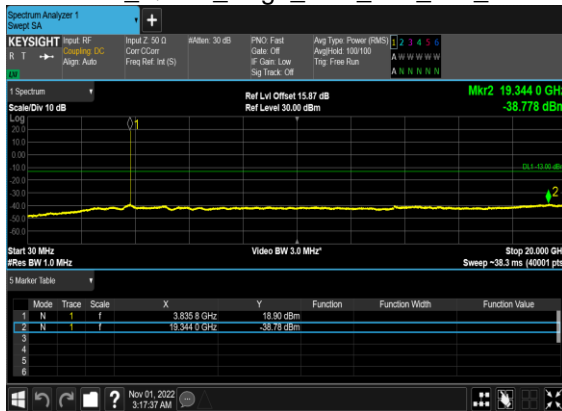 Spectrum Analyzer 1
Swept SA
+
KEYSIGHT Input: RF Input Z: 50 Ω #Atten: 30 dB PNO: Fast Avg Type: Power (RMS) 1 2 3 4 5 6
R T Coupling: DC Corr CCorr Gate: Off Avg|Hold: 100/100 A W W W W W
Align: Auto Freq Ref: Int (S) IF Gain: Low Trig: Free Run
Sig Track: Off A N N N N N
1 Spectrum Ref Lvl Offset 15.87 dB Mkr2 19.344 0 GHz
Scale/Div 10 dB Ref Level 30.00 dBm -38.778 dBm
Log
20.0 1
10.0
0.00
-10.0 DL1 -13.00 dBm
-20.0
-30.0 2
-40.0
-50.0
-60.0
Start 30 MHz Video BW 3.0 MHz* Stop 20.000 GHz
#Res BW 1.0 MHz Sweep ~38.3 ms (40001 pts)
5 Marker Table
Mode Trace Scale X Y Function Function Width Function Value
1 N 1 f 3.835 8 GHz 18.90 dBm
2 N 1 f 19.344 0 GHz -38.78 dBm
3
4
5
6
? Nov 01, 2022
3:17:37 AM